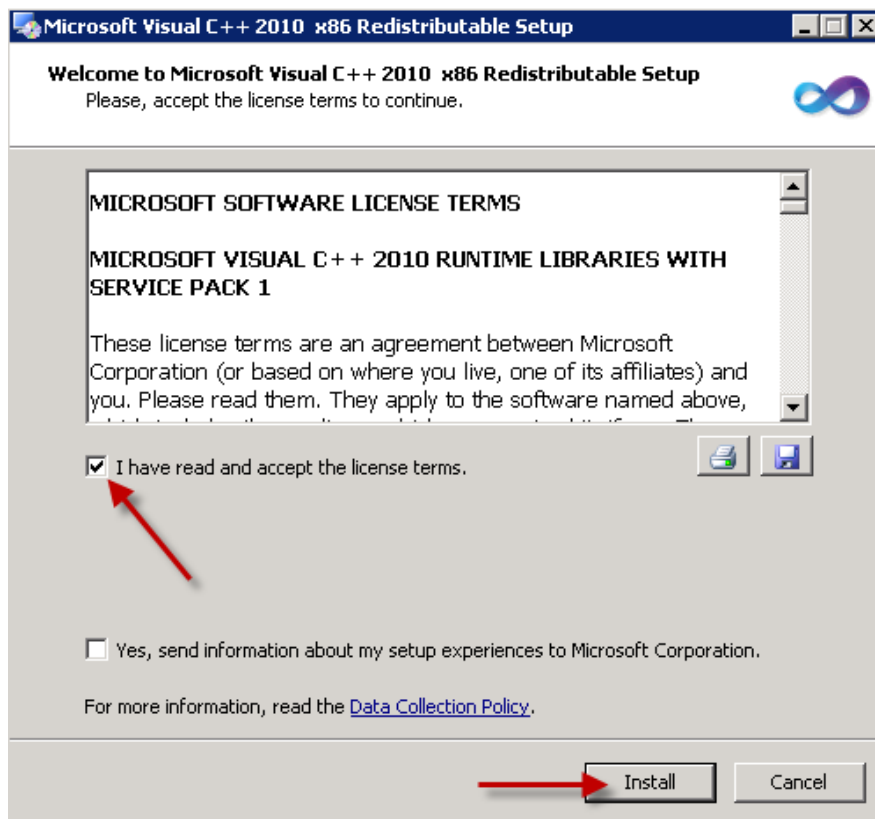 Microsoft Visual C++ 2010  x86 Redistributable Setup
Welcome to Microsoft Visual C++ 2010  x86 Redistributable Setup
Please, accept the license terms to continue.
MICROSOFT SOFTWARE LICENSE TERMS
MICROSOFT VISUAL C++ 2010 RUNTIME LIBRARIES WITH
SERVICE PACK 1
These license terms are an agreement between Microsoft
Corporation (or based on where you live, one of its affiliates) and
you. Please read them. They apply to the software named above,
I have read and accept the license terms.
Yes, send information about my setup experiences to Microsoft Corporation.
For more information, read the Data Collection Policy.
Install
Cancel